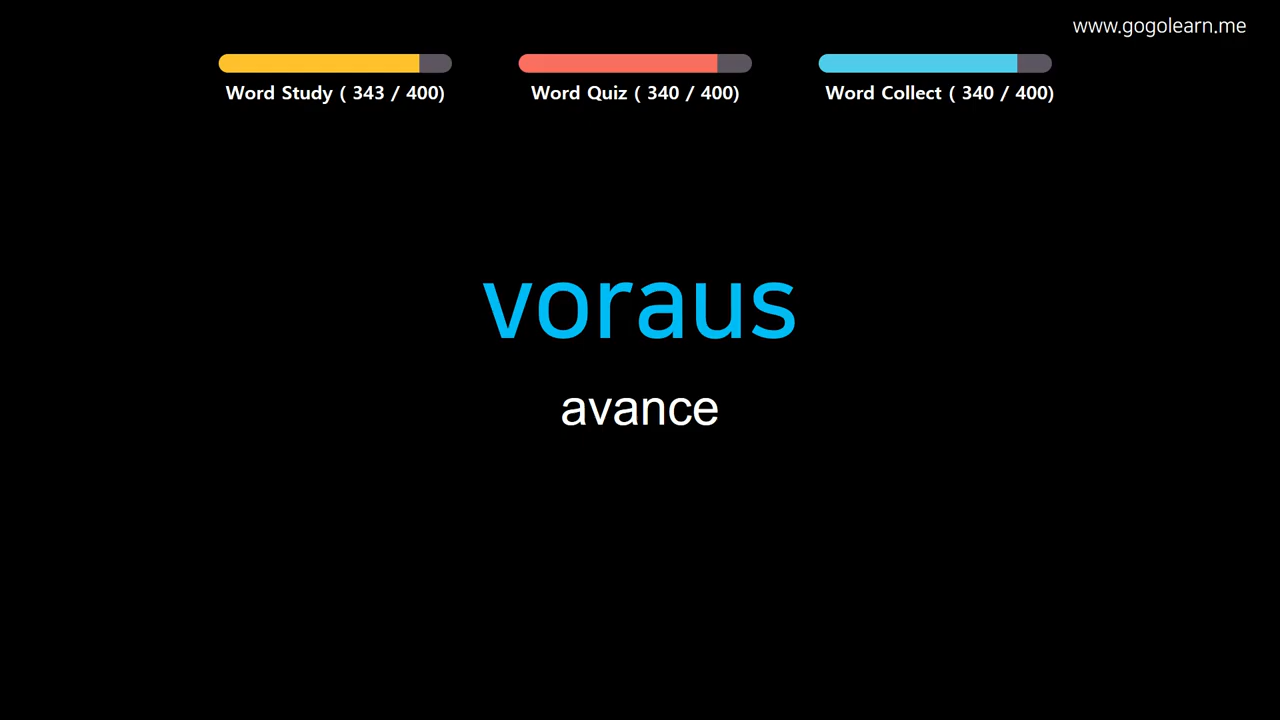 www.gogolearn.me
Word Study ( 343 / 400)
Word Quiz ( 340 / 400)
Word Collect ( 340 / 400)
voraus
avance